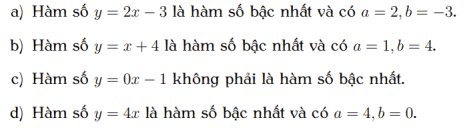 a) Hàm số y = 2x − 3 là hàm số bậc nhất và có a = 2, b = −3.
b) Hàm số y = x + 4 là hàm số bậc nhất và có a = 1, b = 4.
c) Hàm số y = 0x − 1 không phải là hàm số bậc nhất.
d) Hàm số y = 4x là hàm số bậc nhất và có a = 4, b = 0.